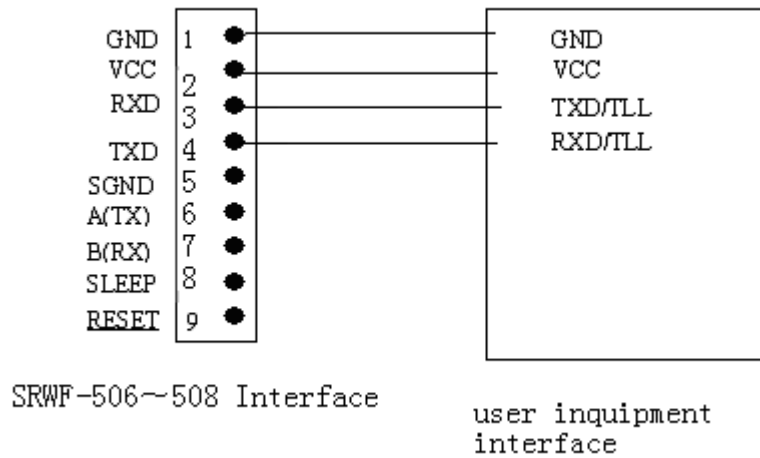 GND 1
VCC 2
RXD 3
TXD 4
SGND 5
A(TX) 6
B(RX) 7
SLEEP 8
RESET 9
GND
VCC
TXD/TLL
RXD/TLL
SRWF-506~508 Interface
user inquipment
interface